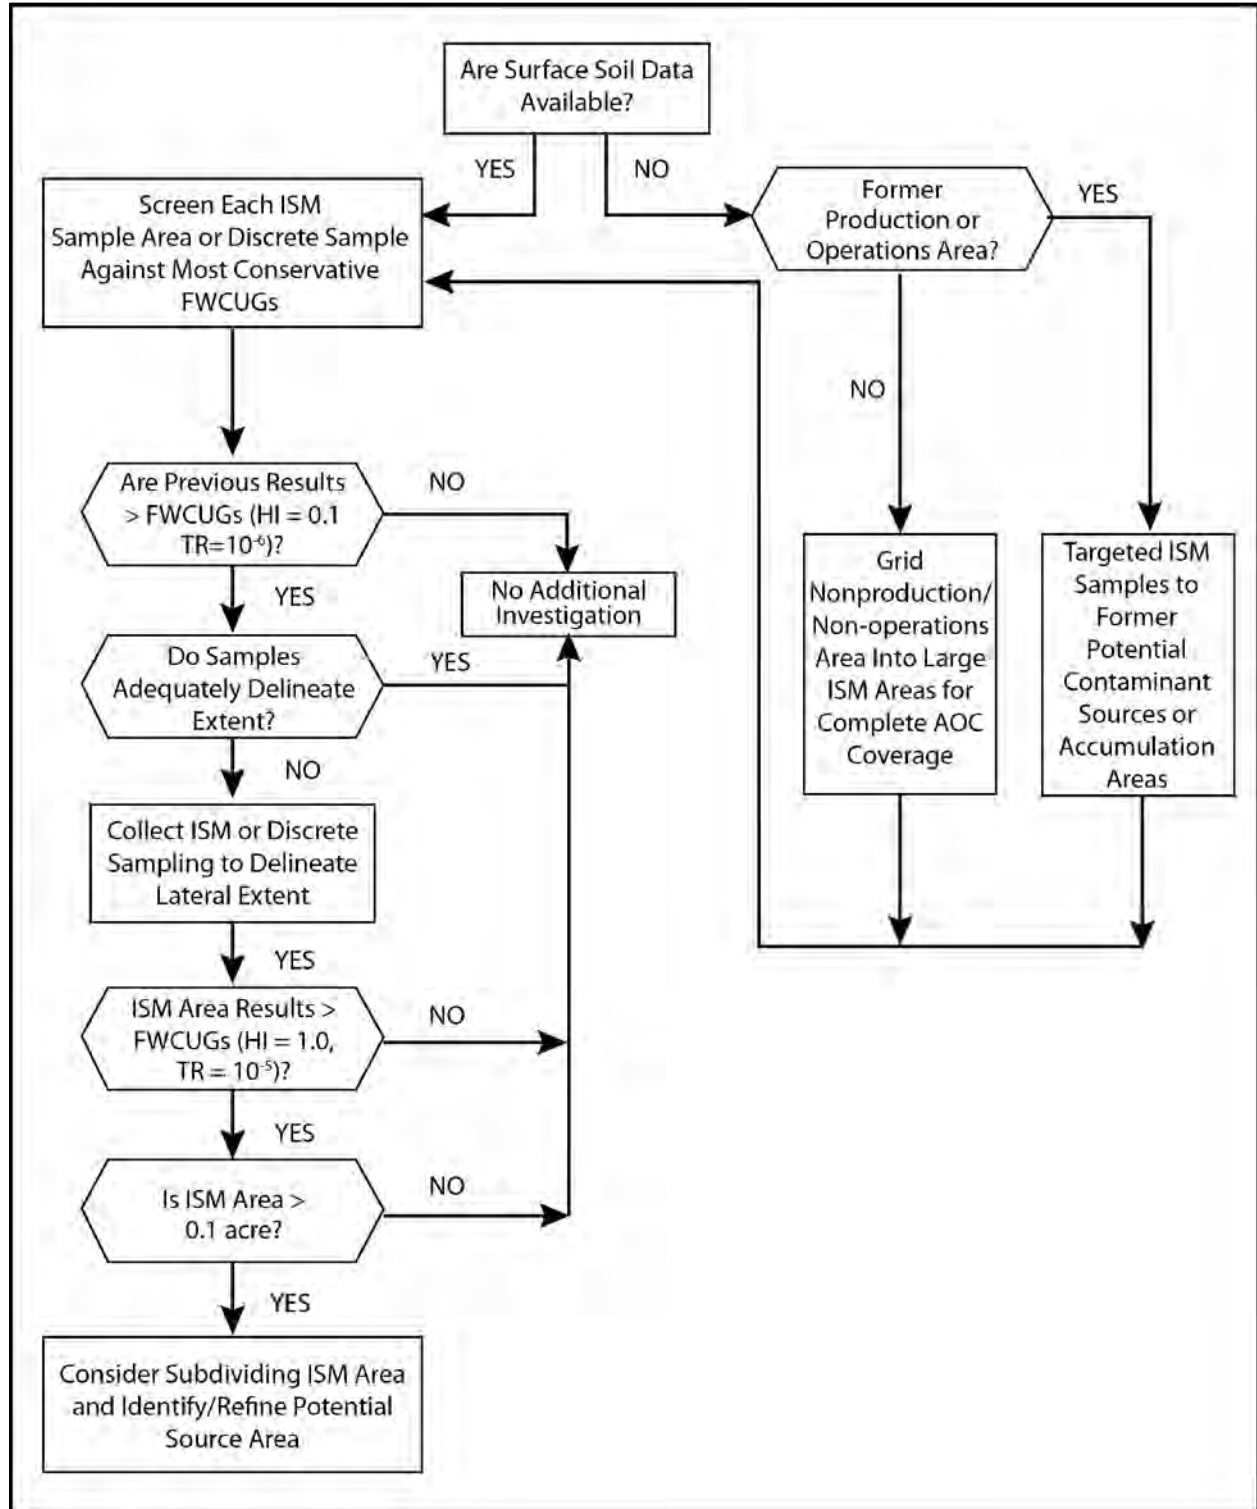 Are Surface Soil Data
Available?
YES
NO
Screen Each ISM
Sample Area or Discrete Sample
Against Most Conservative
FWCUGs
Former
Production or
Operations Area?
YES
NO
Are Previous Results
> FWCUGs (HI = 0.1
TR=10⁻⁶)?
NO
YES
No Additional
Investigation
Grid
Nonproduction/
Non-operations
Area Into Large
ISM Areas for
Complete AOC
Coverage
Targeted ISM
Samples to
Former
Potential
Contaminant
Sources or
Accumulation
Areas
Do Samples
Adequately Delineate
Extent?
YES
NO
Collect ISM or Discrete
Sampling to Delineate
Lateral Extent
YES
ISM Area Results >
FWCUGs (HI = 1.0,
TR = 10⁻⁵)?
NO
YES
Is ISM Area >
0.1 acre?
NO
YES
Consider Subdividing ISM Area
and Identify/Refine Potential
Source Area